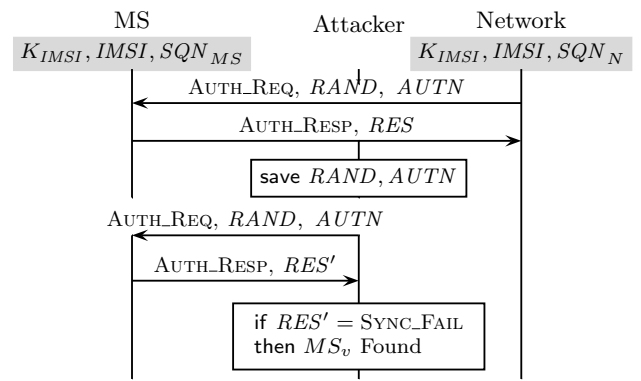 MS Attacker Network
K_IMSI, IMSI, SQN_MS K_IMSI, IMSI, SQN_N
AUTH_REQ, RAND, AUTN
AUTH_RESP, RES
save RAND, AUTN
AUTH_REQ, RAND, AUTN
AUTH_RESP, RES′
if RES′ = SYNC_FAIL
then MS_v Found